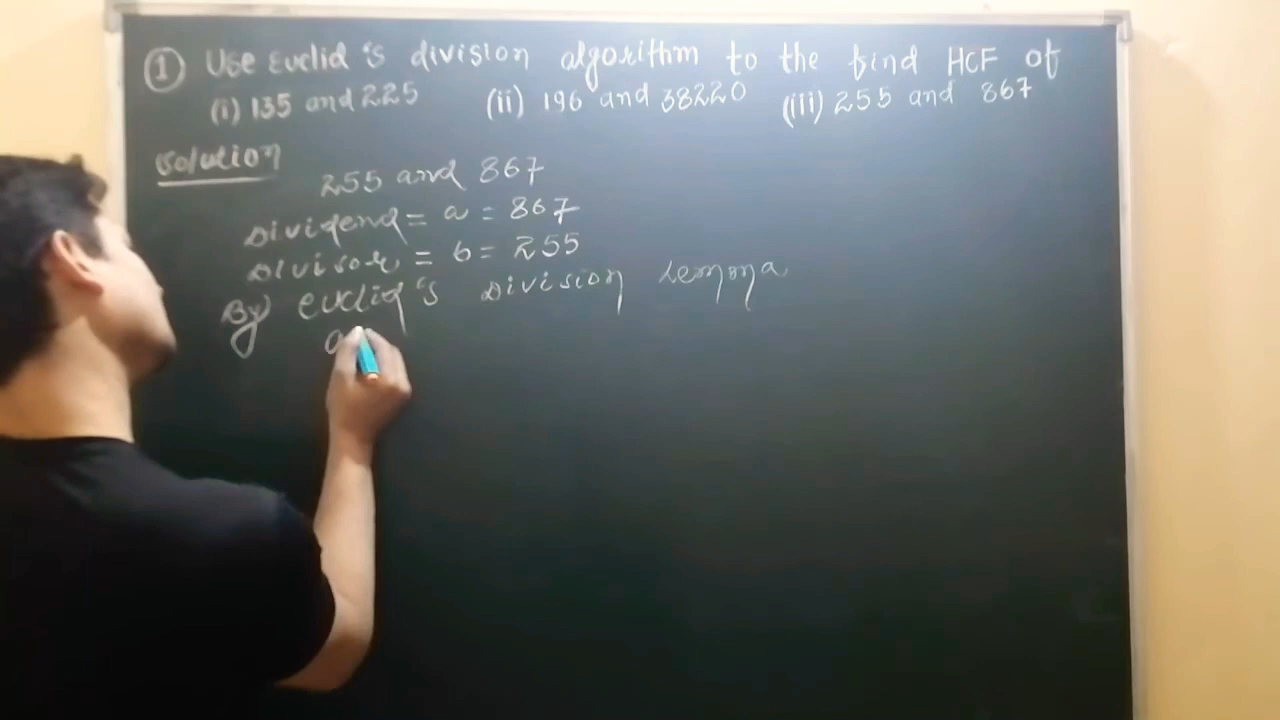 ① Use Euclid's division algorithm to the find HCF of
(i) 135 and 225 (ii) 196 and 38220 (iii) 255 and 867
Solution
255 and 867
Dividend = a = 867
Divisor = b = 255
By Euclid's Division Lemma
a